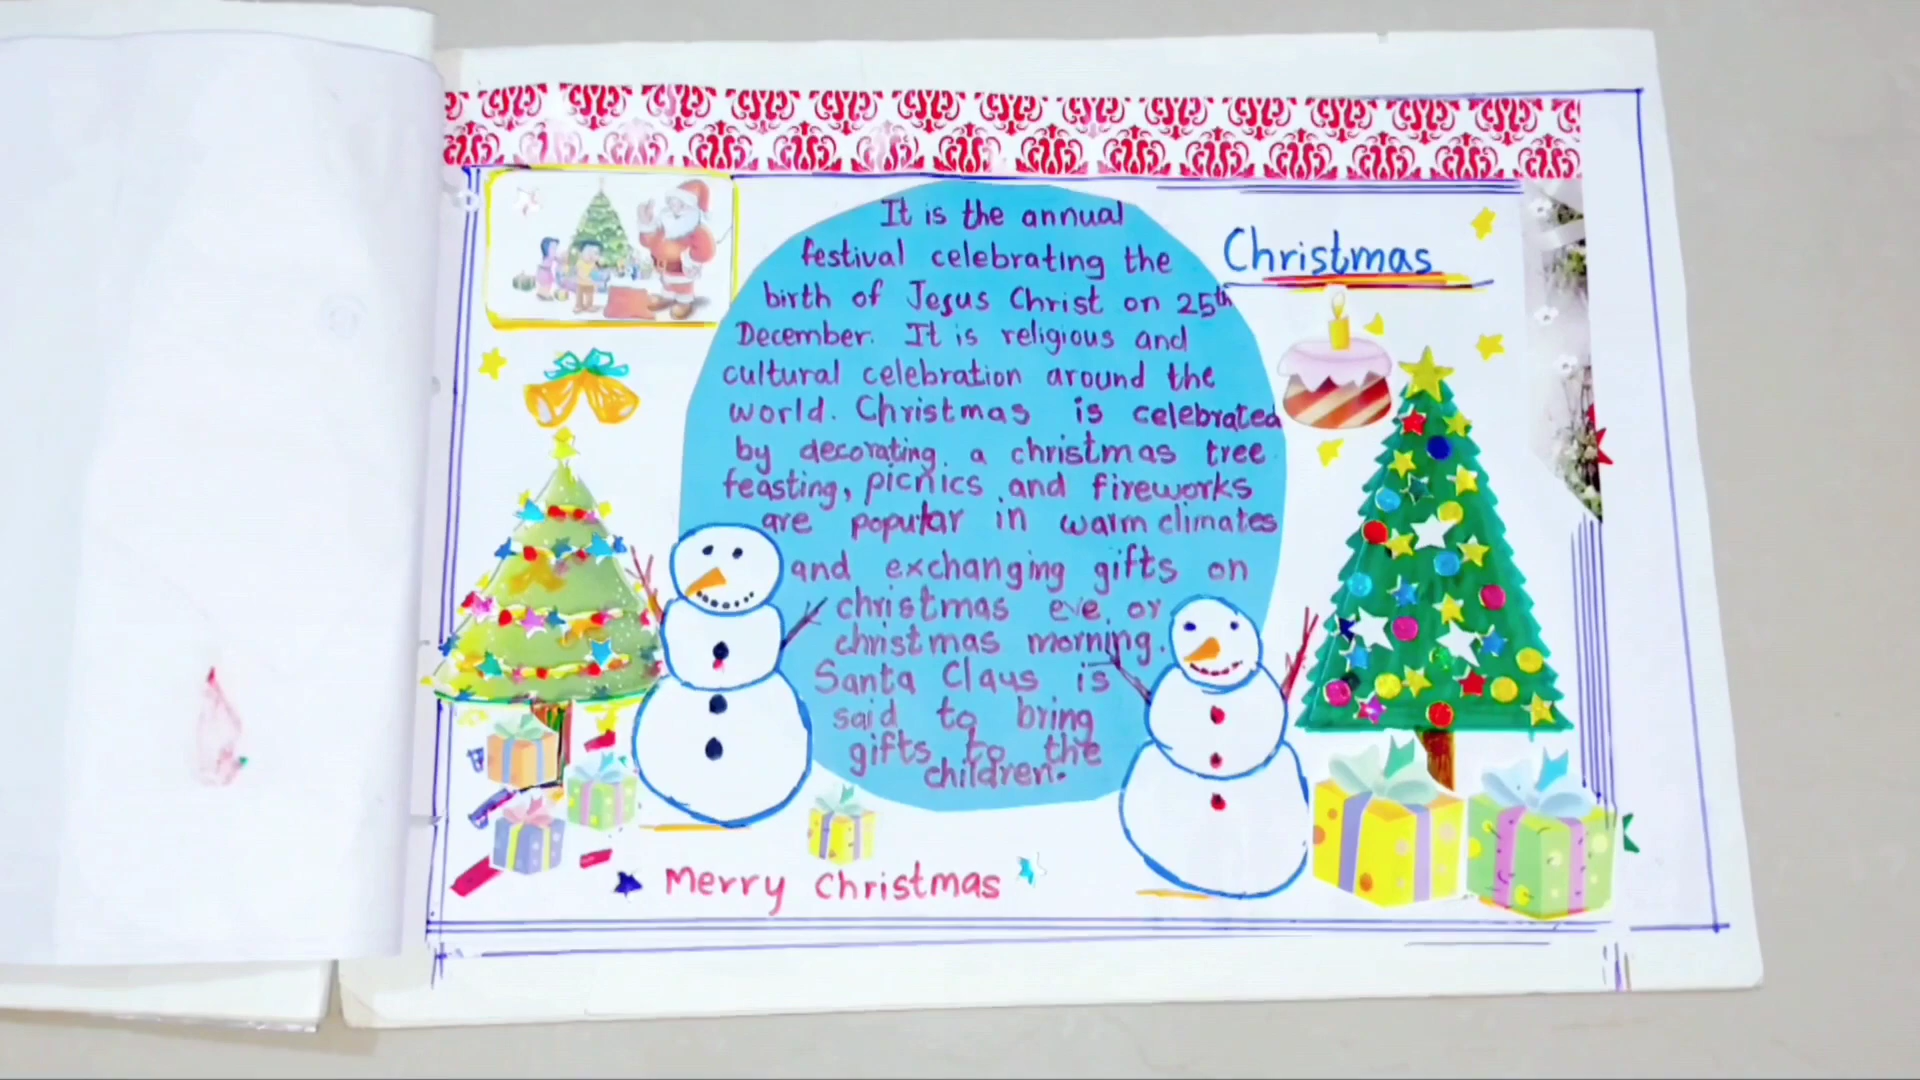 Christmas
It is the annual
festival celebrating the
birth of Jesus Christ on 25th
December. It is religious and
cultural celebration around the
world. Christmas is celebrated
by decorating a christmas tree
feasting, picnics and fireworks
are popular in warm climates
and exchanging gifts on
christmas eve or
christmas morning.
Santa Claus is
said to bring
gifts to the
children.
Merry Christmas